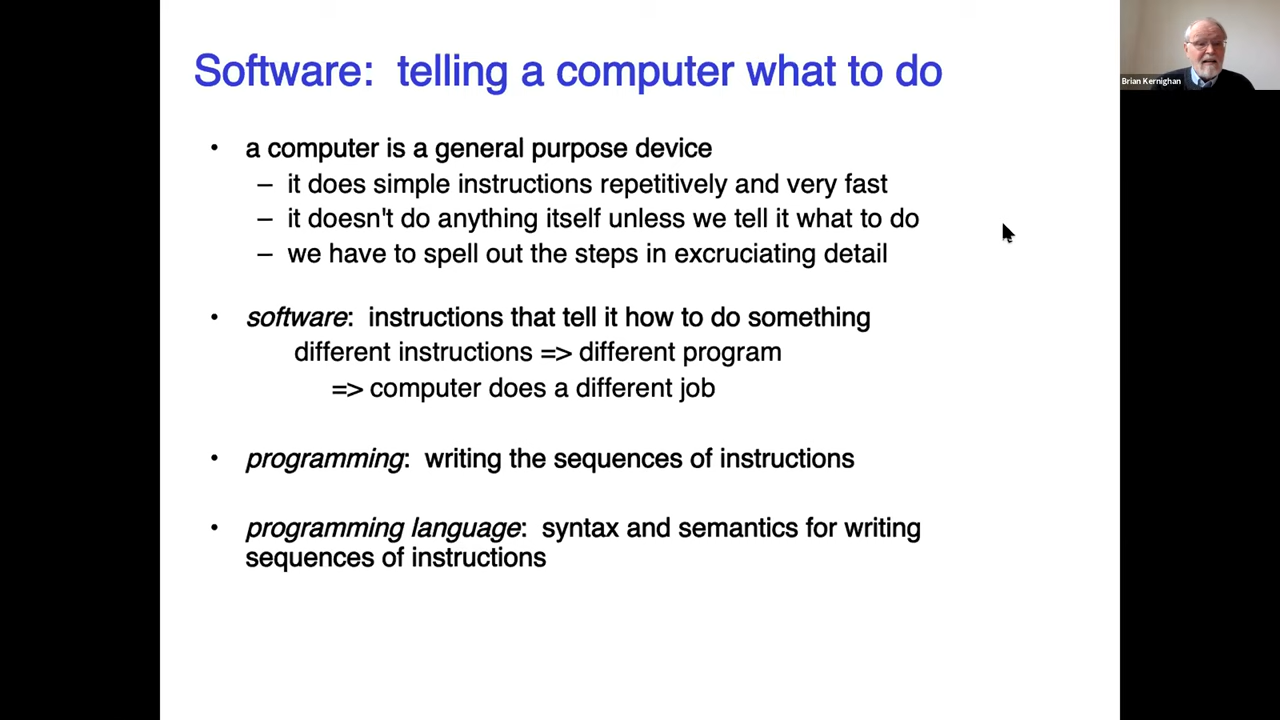 Software:  telling a computer what to do
Brian Kernighan
• a computer is a general purpose device
– it does simple instructions repetitively and very fast
– it doesn't do anything itself unless we tell it what to do
– we have to spell out the steps in excruciating detail
• software:  instructions that tell it how to do something
different instructions => different program
=> computer does a different job
• programming:  writing the sequences of instructions
• programming language:  syntax and semantics for writing
sequences of instructions